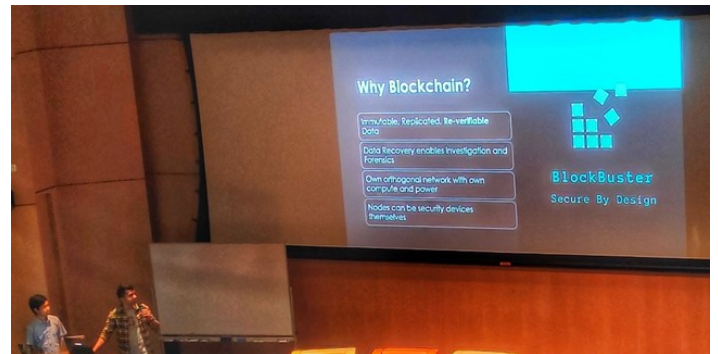 Why Blockchain?
Immutable, Replicated, Re-verifiable
Data
Data Recovery enables Investigation and
Forensics
Own orthogonal network with own
compute and power
Nodes can be security devices
themselves
BlockBuster
Secure By Design